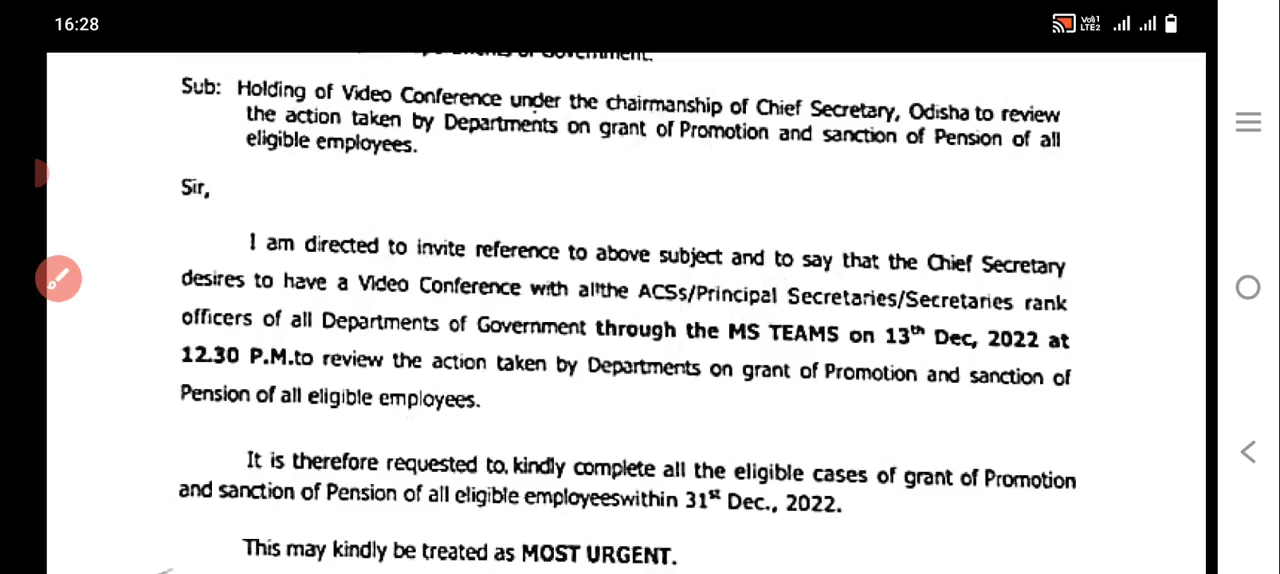 16:28
Vo1
LTE2
of Government.
Sub: Holding of Video Conference under the chairmanship of Chief Secretary, Odisha to review
the action taken by Departments on grant of Promotion and sanction of Pension of all
eligible employees.
Sir,
I am directed to invite reference to above subject and to say that the Chief Secretary
desires to have a Video Conference with all the ACSs/Principal Secretaries/Secretaries rank
officers of all Departments of Government through the MS TEAMS on 13th Dec, 2022 at
12.30 P.M.to review the action taken by Departments on grant of Promotion and sanction of
Pension of all eligible employees.
It is therefore requested to, kindly complete all the eligible cases of grant of Promotion
and sanction of Pension of all eligible employeeswithin 31st Dec., 2022.
This may kindly be treated as MOST URGENT.